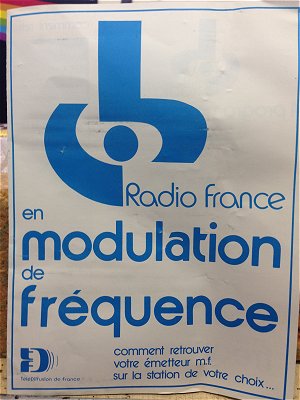 Radio france
en
modulation
de
fréquence
comment retrouver
votre émetteur m.f.
sur la station de votre choix...
Télédiffusion de france